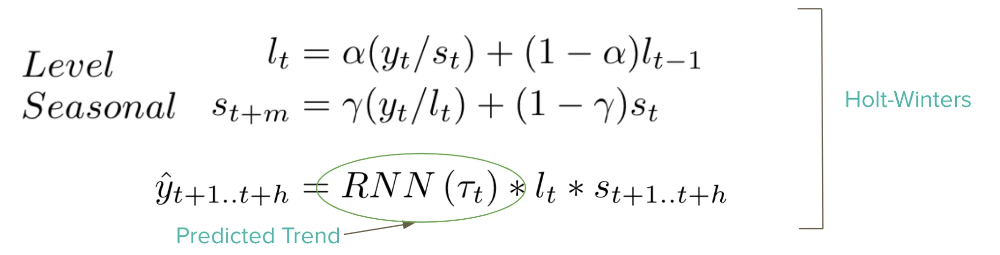 Level l_t = α(y_t/s_t) + (1 − α)l_{t−1}
Seasonal s_{t+m} = γ(y_t/l_t) + (1 − γ)s_t
Holt-Winters
ŷ_{t+1..t+h} = RNN (τ_t) * l_t * s_{t+1..t+h}
Predicted Trend